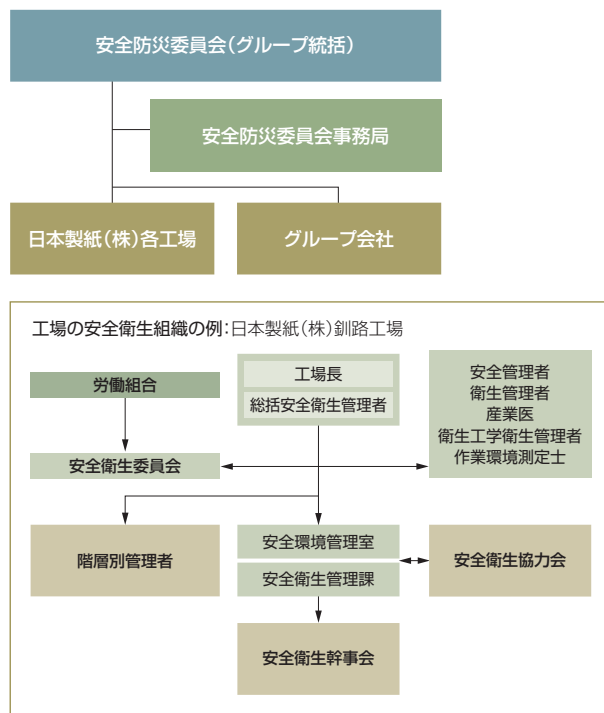 安全防災委員会(グループ統括)
安全防災委員会事務局
日本製紙(株)各工場
グループ会社
工場の安全衛生組織の例:日本製紙(株)釧路工場
労働組合
工場長
総括安全衛生管理者
安全管理者
衛生管理者
産業医
衛生工学衛生管理者
作業環境測定士
安全衛生委員会
階層別管理者
安全環境管理室
安全衛生管理課
安全衛生協力会
安全衛生幹事会